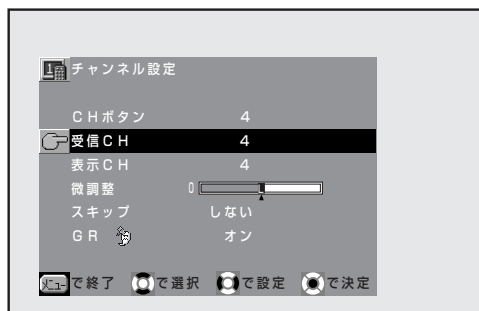 チャンネル設定
CHボタン 4
受信CH 4
表示CH 4
微調整 0
スキップ しない
GR オン
メニューで終了 で選択 で設定 で決定